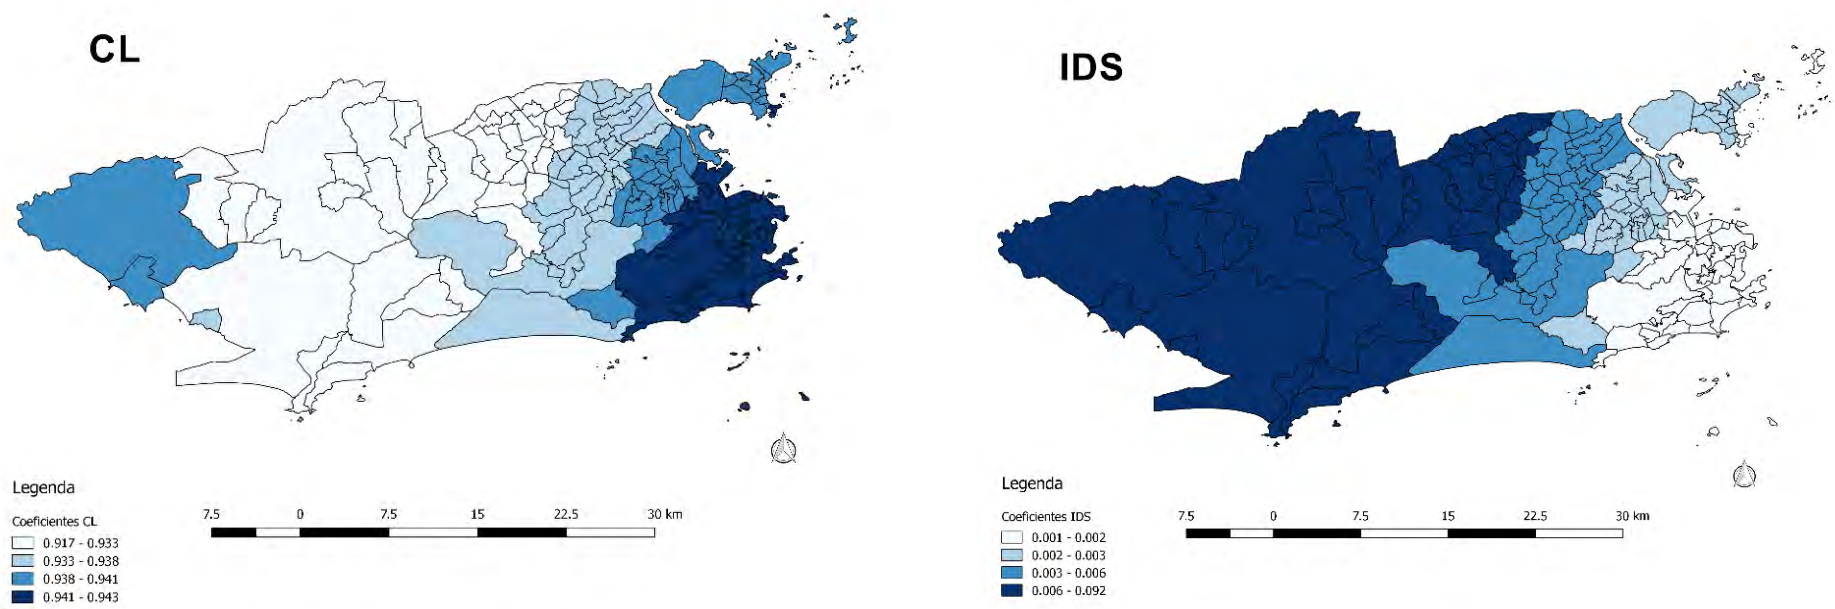 CL
Legenda
Coeficientes CL
0.917 - 0.933
0.933 - 0.938
0.938 - 0.941
0.941 - 0.943
7.5 0 7.5 15 22.5 30 km
IDS
Legenda
Coeficientes IDS
0.001 - 0.002
0.002 - 0.003
0.003 - 0.006
0.006 - 0.092
7.5 0 7.5 15 22.5 30 km